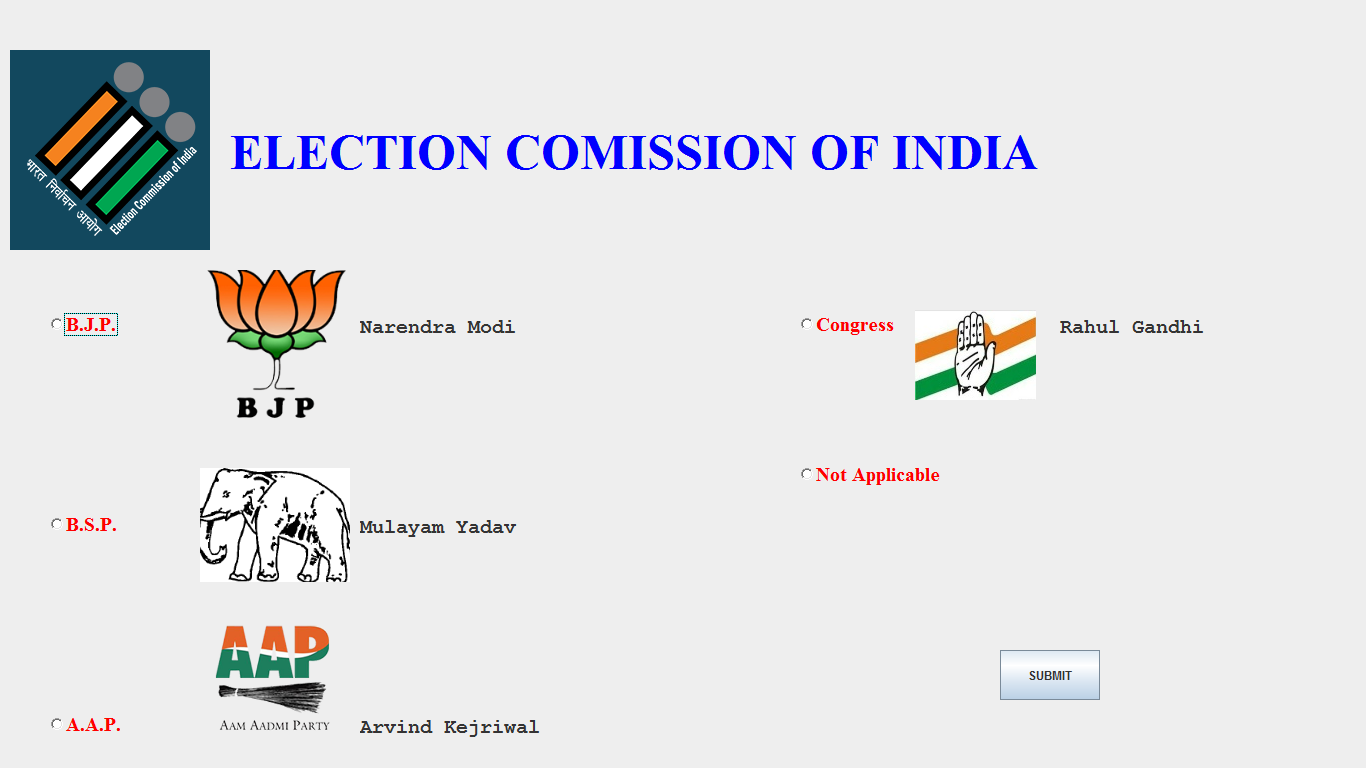 भारत निर्वाचन आयोग
Election Commission of India
ELECTION COMISSION OF INDIA
B.J.P.
BJP
Narendra Modi
Congress
Rahul Gandhi
B.S.P.
Mulayam Yadav
Not Applicable
A.A.P.
AAP
AAM AADMI PARTY
Arvind Kejriwal
SUBMIT